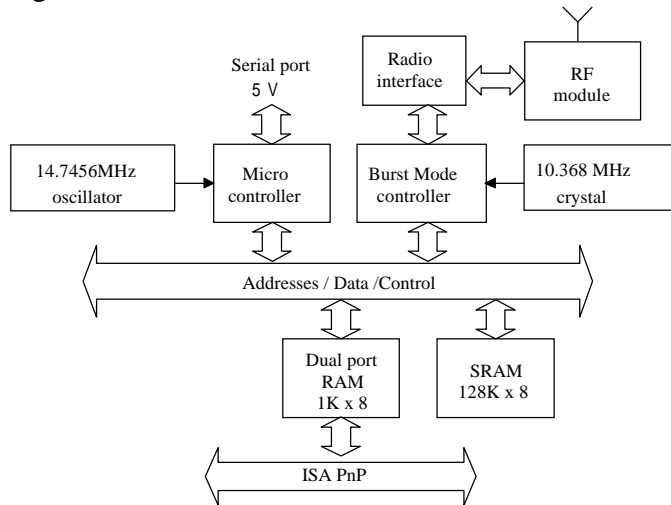 Serial port
5 V
Radio
interface
RF
module
14.7456MHz
oscillator
Micro
controller
Burst Mode
controller
10.368 MHz
crystal
Addresses / Data /Control
Dual port
RAM
1K x 8
SRAM
128K x 8
ISA PnP